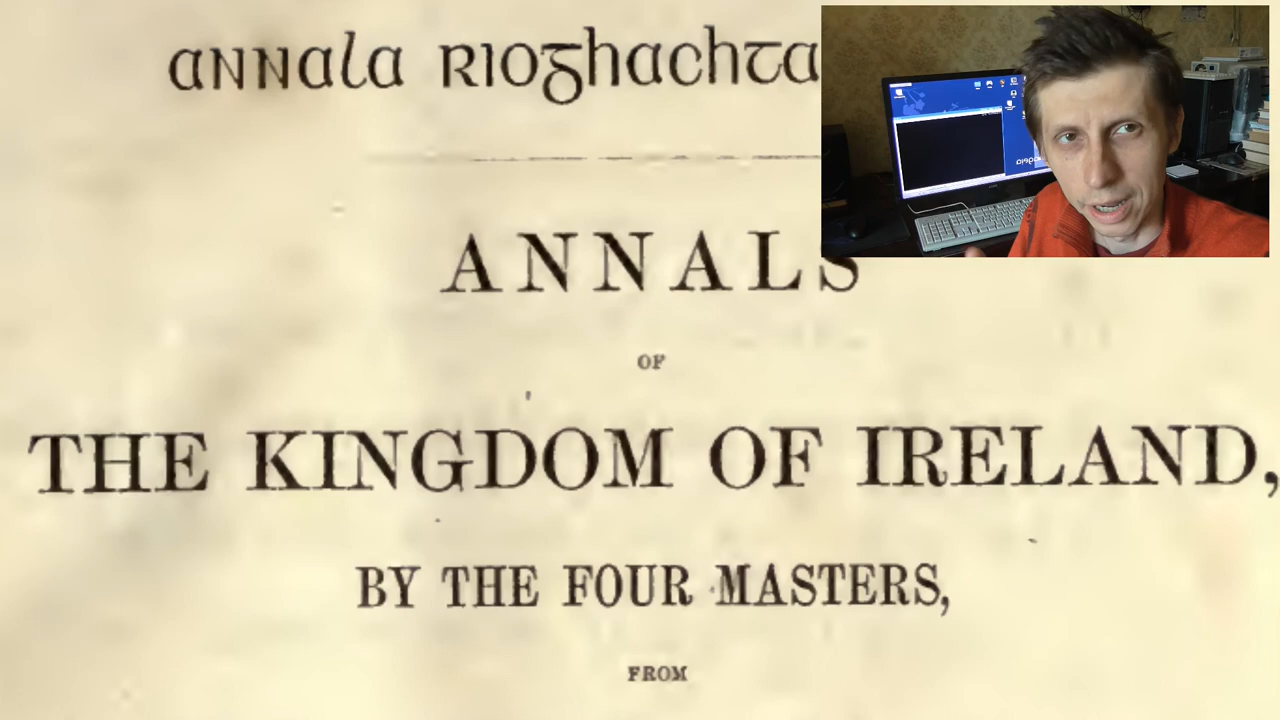 annala rioghachta
ANNALS
OF
THE KINGDOM OF IRELAND,
BY THE FOUR MASTERS,
FROM